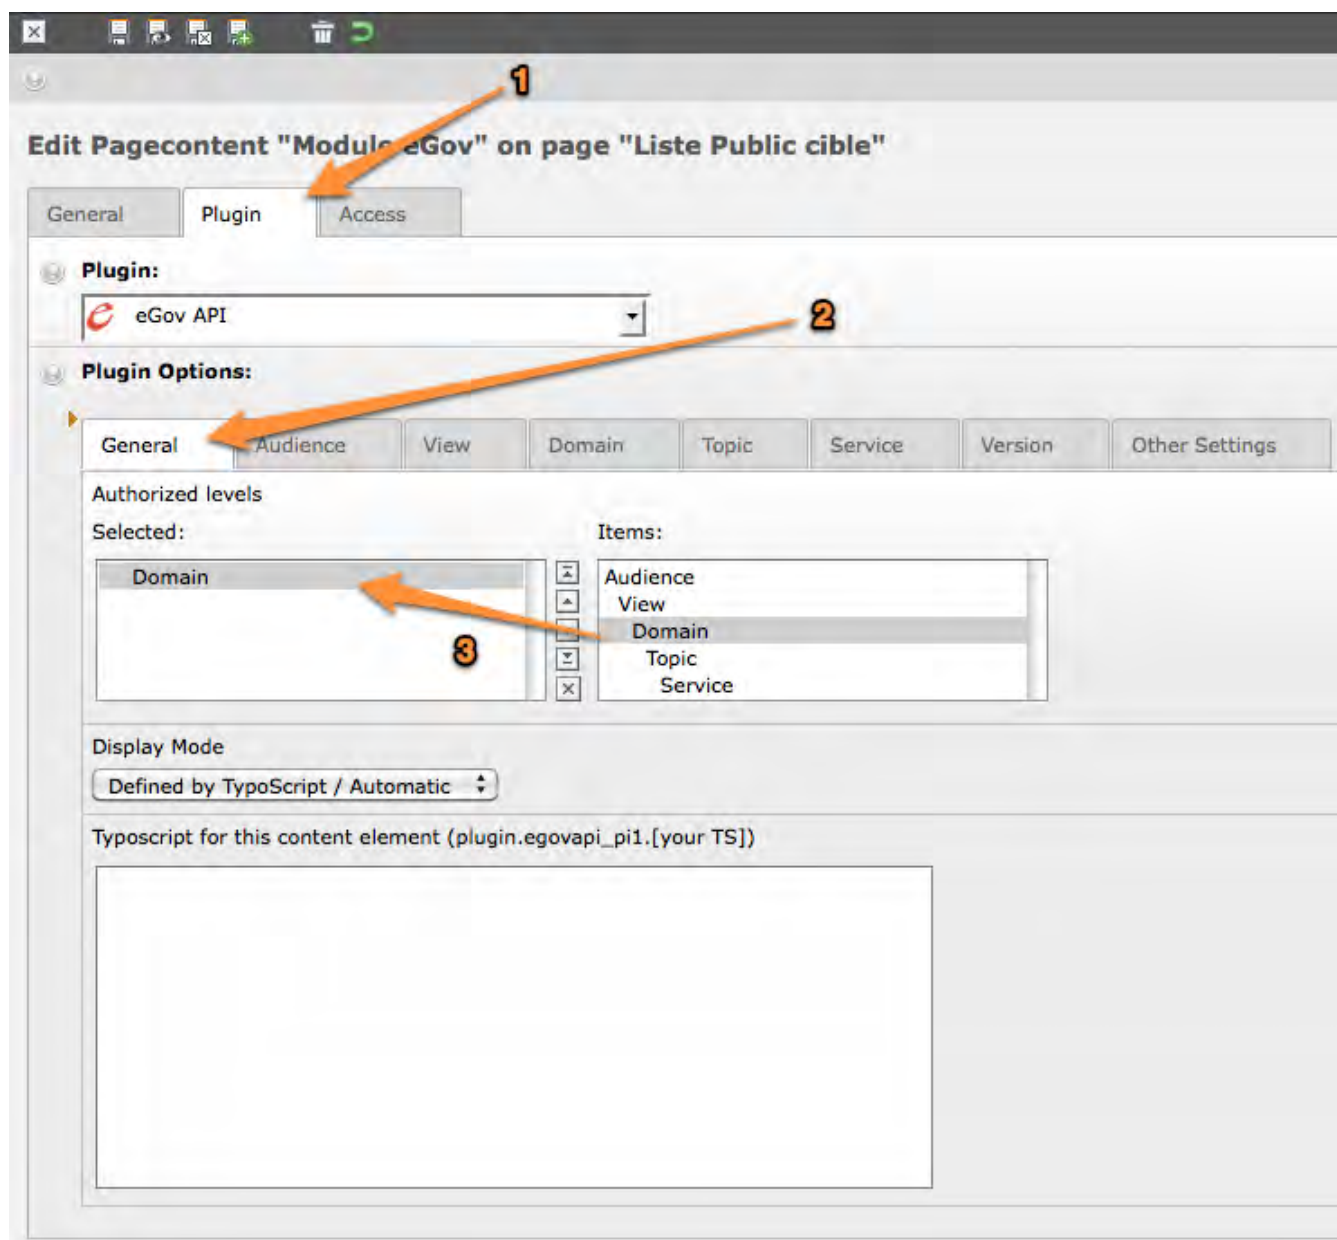 1
Edit Pagecontent "Module eGov" on page "Liste Public cible"
General Plugin Access
Plugin:
eGov API
2
Plugin Options:
General Audience View Domain Topic Service Version Other Settings
Authorized levels
Selected: Items:
Domain
Audience
View
Domain
Topic
Service
3
Display Mode
Defined by TypoScript / Automatic
Typoscript for this content element (plugin.egovapi_pi1.[your TS])